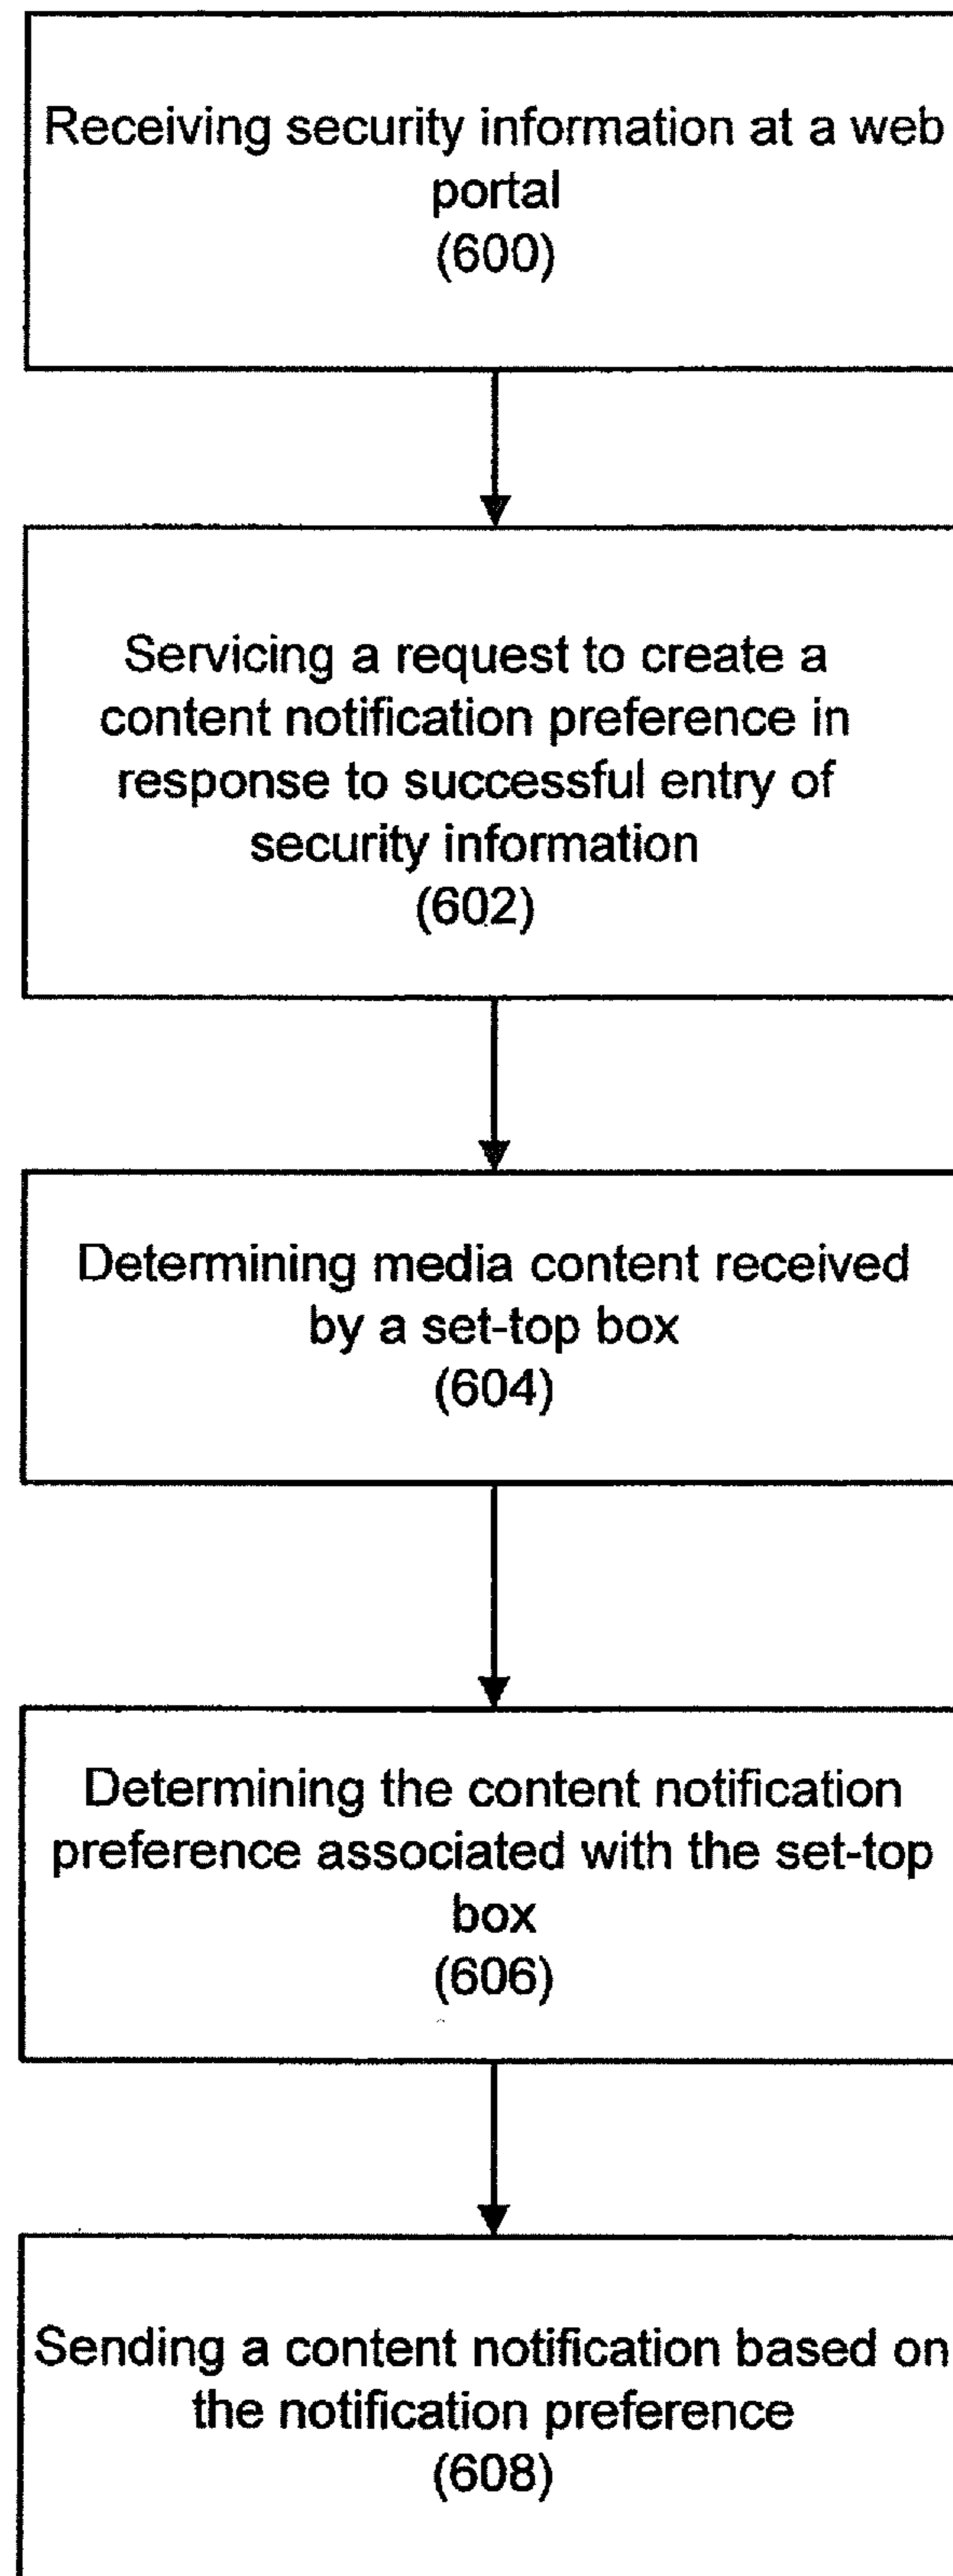 Receiving security information at a web
portal
(600)
Servicing a request to create a
content notification preference in
response to successful entry of
security information
(602)
Determining media content received
by a set-top box
(604)
Determining the content notification
preference associated with the set-top
box
(606)
Sending a content notification based on
the notification preference
(608)